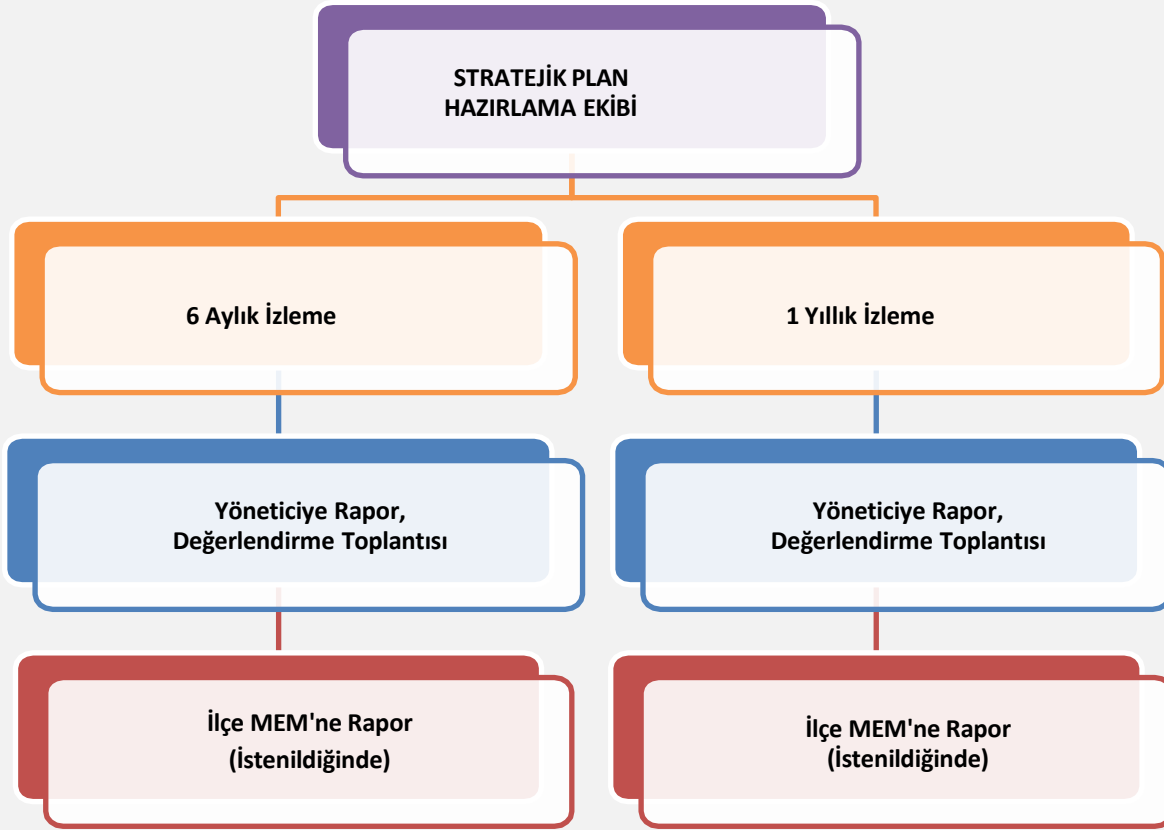 STRATEJİK PLAN
HAZIRLAMA EKİBİ
6 Aylık İzleme
1 Yıllık İzleme
Yöneticiye Rapor,
Değerlendirme Toplantısı
Yöneticiye Rapor,
Değerlendirme Toplantısı
İlçe MEM'ne Rapor
(İstenildiğinde)
İlçe MEM'ne Rapor
(İstenildiğinde)